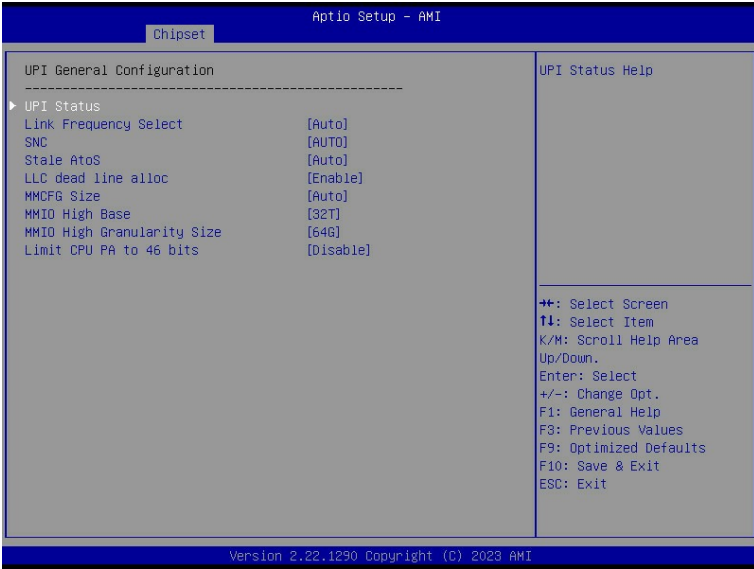 Aptio Setup – AMI
Chipset
UPI General Configuration
------------------------------------------------
▶ UPI Status
Link Frequency Select [Auto]
SNC [AUTO]
Stale AtoS [Auto]
LLC dead line alloc [Enable]
MMCFG Size [Auto]
MMIO High Base [32T]
MMIO High Granularity Size [64G]
Limit CPU PA to 46 bits [Disable]
UPI Status Help
→←: Select Screen
↑↓: Select Item
K/M: Scroll Help Area
Up/Down.
Enter: Select
+/-: Change Opt.
F1: General Help
F3: Previous Values
F9: Optimized Defaults
F10: Save & Exit
ESC: Exit
Version 2.22.1290 Copyright (C) 2023 AMI